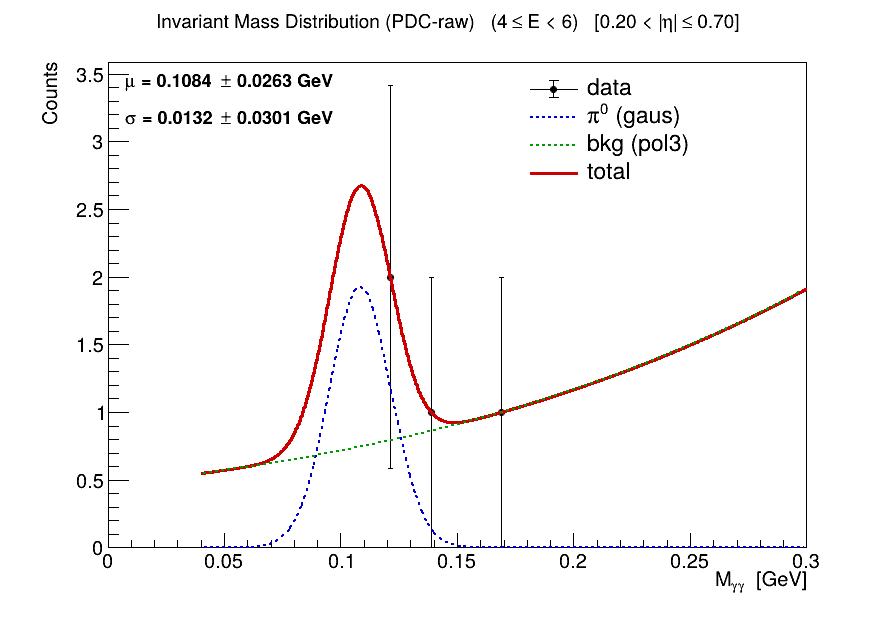 Invariant Mass Distribution (PDC-raw)   (4 ≤ E < 6)   [0.20 < |η| ≤ 0.70]
Counts
3.5
3
2.5
2
1.5
1
0.5
0
μ = 0.1084 ± 0.0263 GeV
σ = 0.0132 ± 0.0301 GeV
data
π⁰ (gaus)
bkg (pol3)
total
0 0.05 0.1 0.15 0.2 0.25 0.3
M_γγ [GeV]